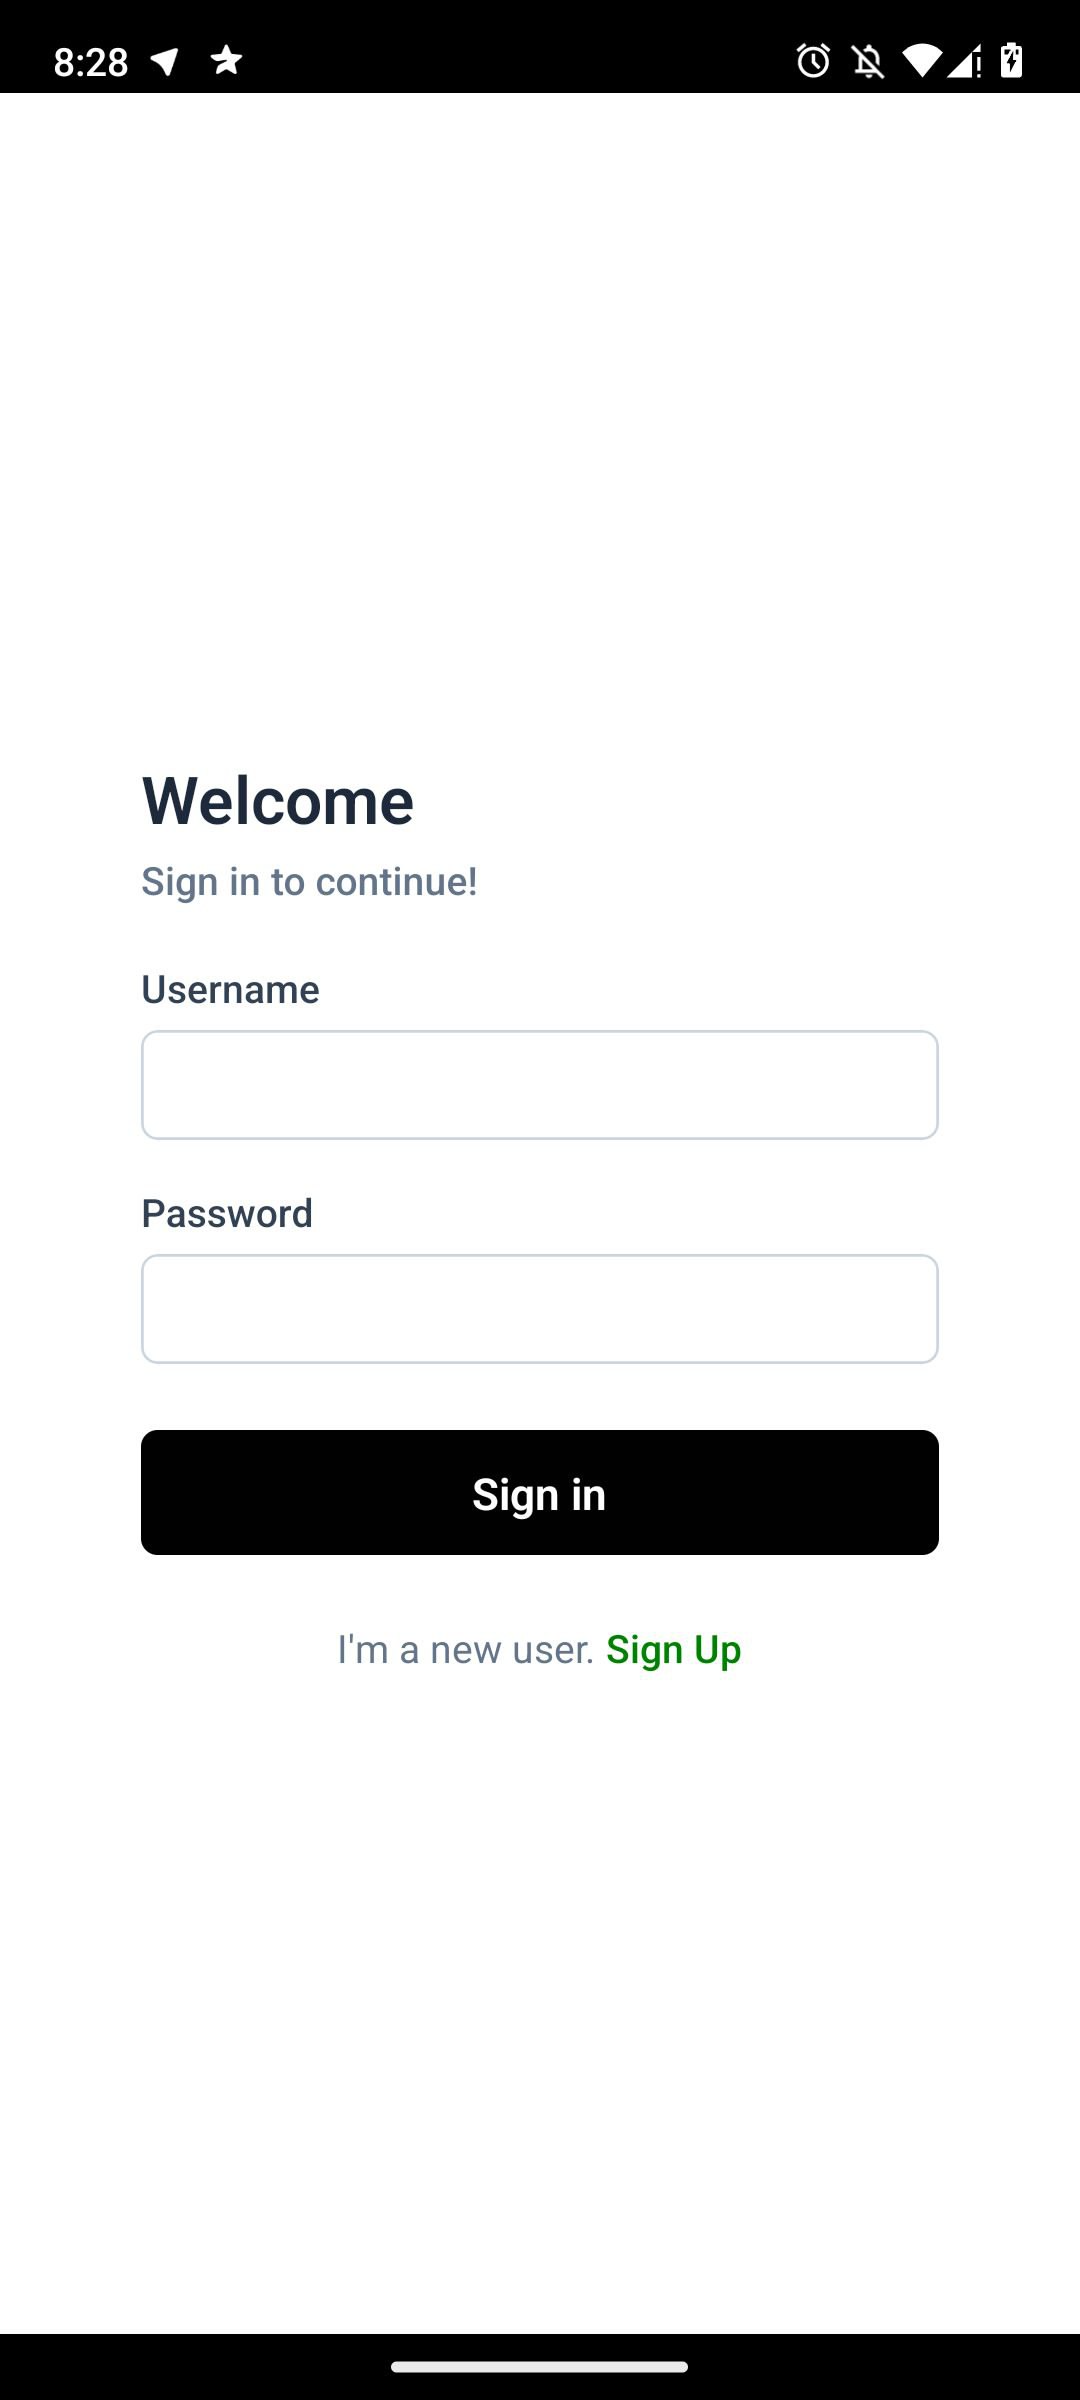 8:28
Welcome
Sign in to continue!
Username
Password
Sign in
I'm a new user. Sign Up